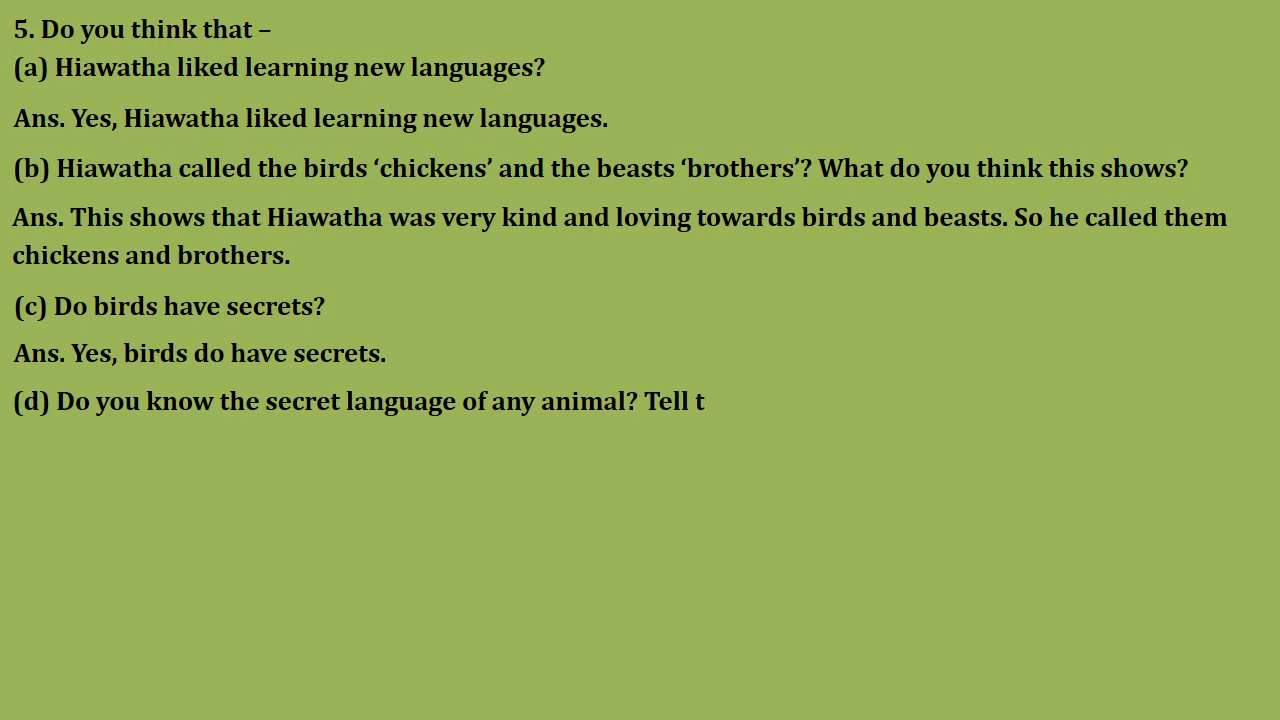 5. Do you think that –
(a) Hiawatha liked learning new languages?
Ans. Yes, Hiawatha liked learning new languages.
(b) Hiawatha called the birds ‘chickens’ and the beasts ‘brothers’? What do you think this shows?
Ans. This shows that Hiawatha was very kind and loving towards birds and beasts. So he called them
chickens and brothers.
(c) Do birds have secrets?
Ans. Yes, birds do have secrets.
(d) Do you know the secret language of any animal? Tell t